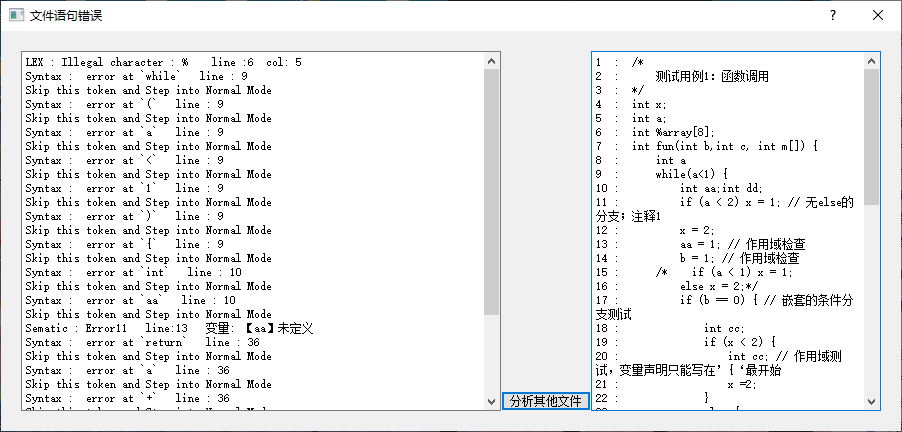 文件语句错误
LEX : Illegal character : %    line :6  col: 5
Syntax :  error at `while`   line : 9
Skip this token and Step into Normal Mode
Syntax :  error at `(`   line : 9
Skip this token and Step into Normal Mode
Syntax :  error at `a`   line : 9
Skip this token and Step into Normal Mode
Syntax :  error at `<`   line : 9
Skip this token and Step into Normal Mode
Syntax :  error at `1`   line : 9
Skip this token and Step into Normal Mode
Syntax :  error at `)`   line : 9
Skip this token and Step into Normal Mode
Syntax :  error at `{`   line : 9
Skip this token and Step into Normal Mode
Syntax :  error at `int`   line : 10
Skip this token and Step into Normal Mode
Syntax :  error at `aa`   line : 10
Skip this token and Step into Normal Mode
Sematic : Error11   line:13   变量: 【aa】未定义
Syntax :  error at `return`   line : 36
Skip this token and Step into Normal Mode
Syntax :  error at `a`   line : 36
Skip this token and Step into Normal Mode
Syntax :  error at `+`   line : 36
Skip this token and Step into Normal Mode
分析其他文件
1  :  /*
2  :      测试用例1: 函数调用
3  :  */
4  :  int x;
5  :  int a;
6  :  int %array[8];
7  :  int fun(int b,int c, int m[]) {
8  :      int a
9  :      while(a<1) {
10  :          int aa;int dd;
11  :          if (a < 2) x = 1; // 无else的
分支；注释1
12  :          x = 2;
13  :          aa = 1; // 作用域检查
14  :          b = 1; // 作用域检查
15  :      /*    if (a < 1) x = 1;
16  :          else x = 2;*/
17  :          if (b == 0) { // 嵌套的条件分
支测试
18  :              int cc;
19  :              if (x < 2) {
20  :                  int cc; // 作用域测
试，变量声明只能写在’{‘最开始
21  :                  x =2;
22  :              }